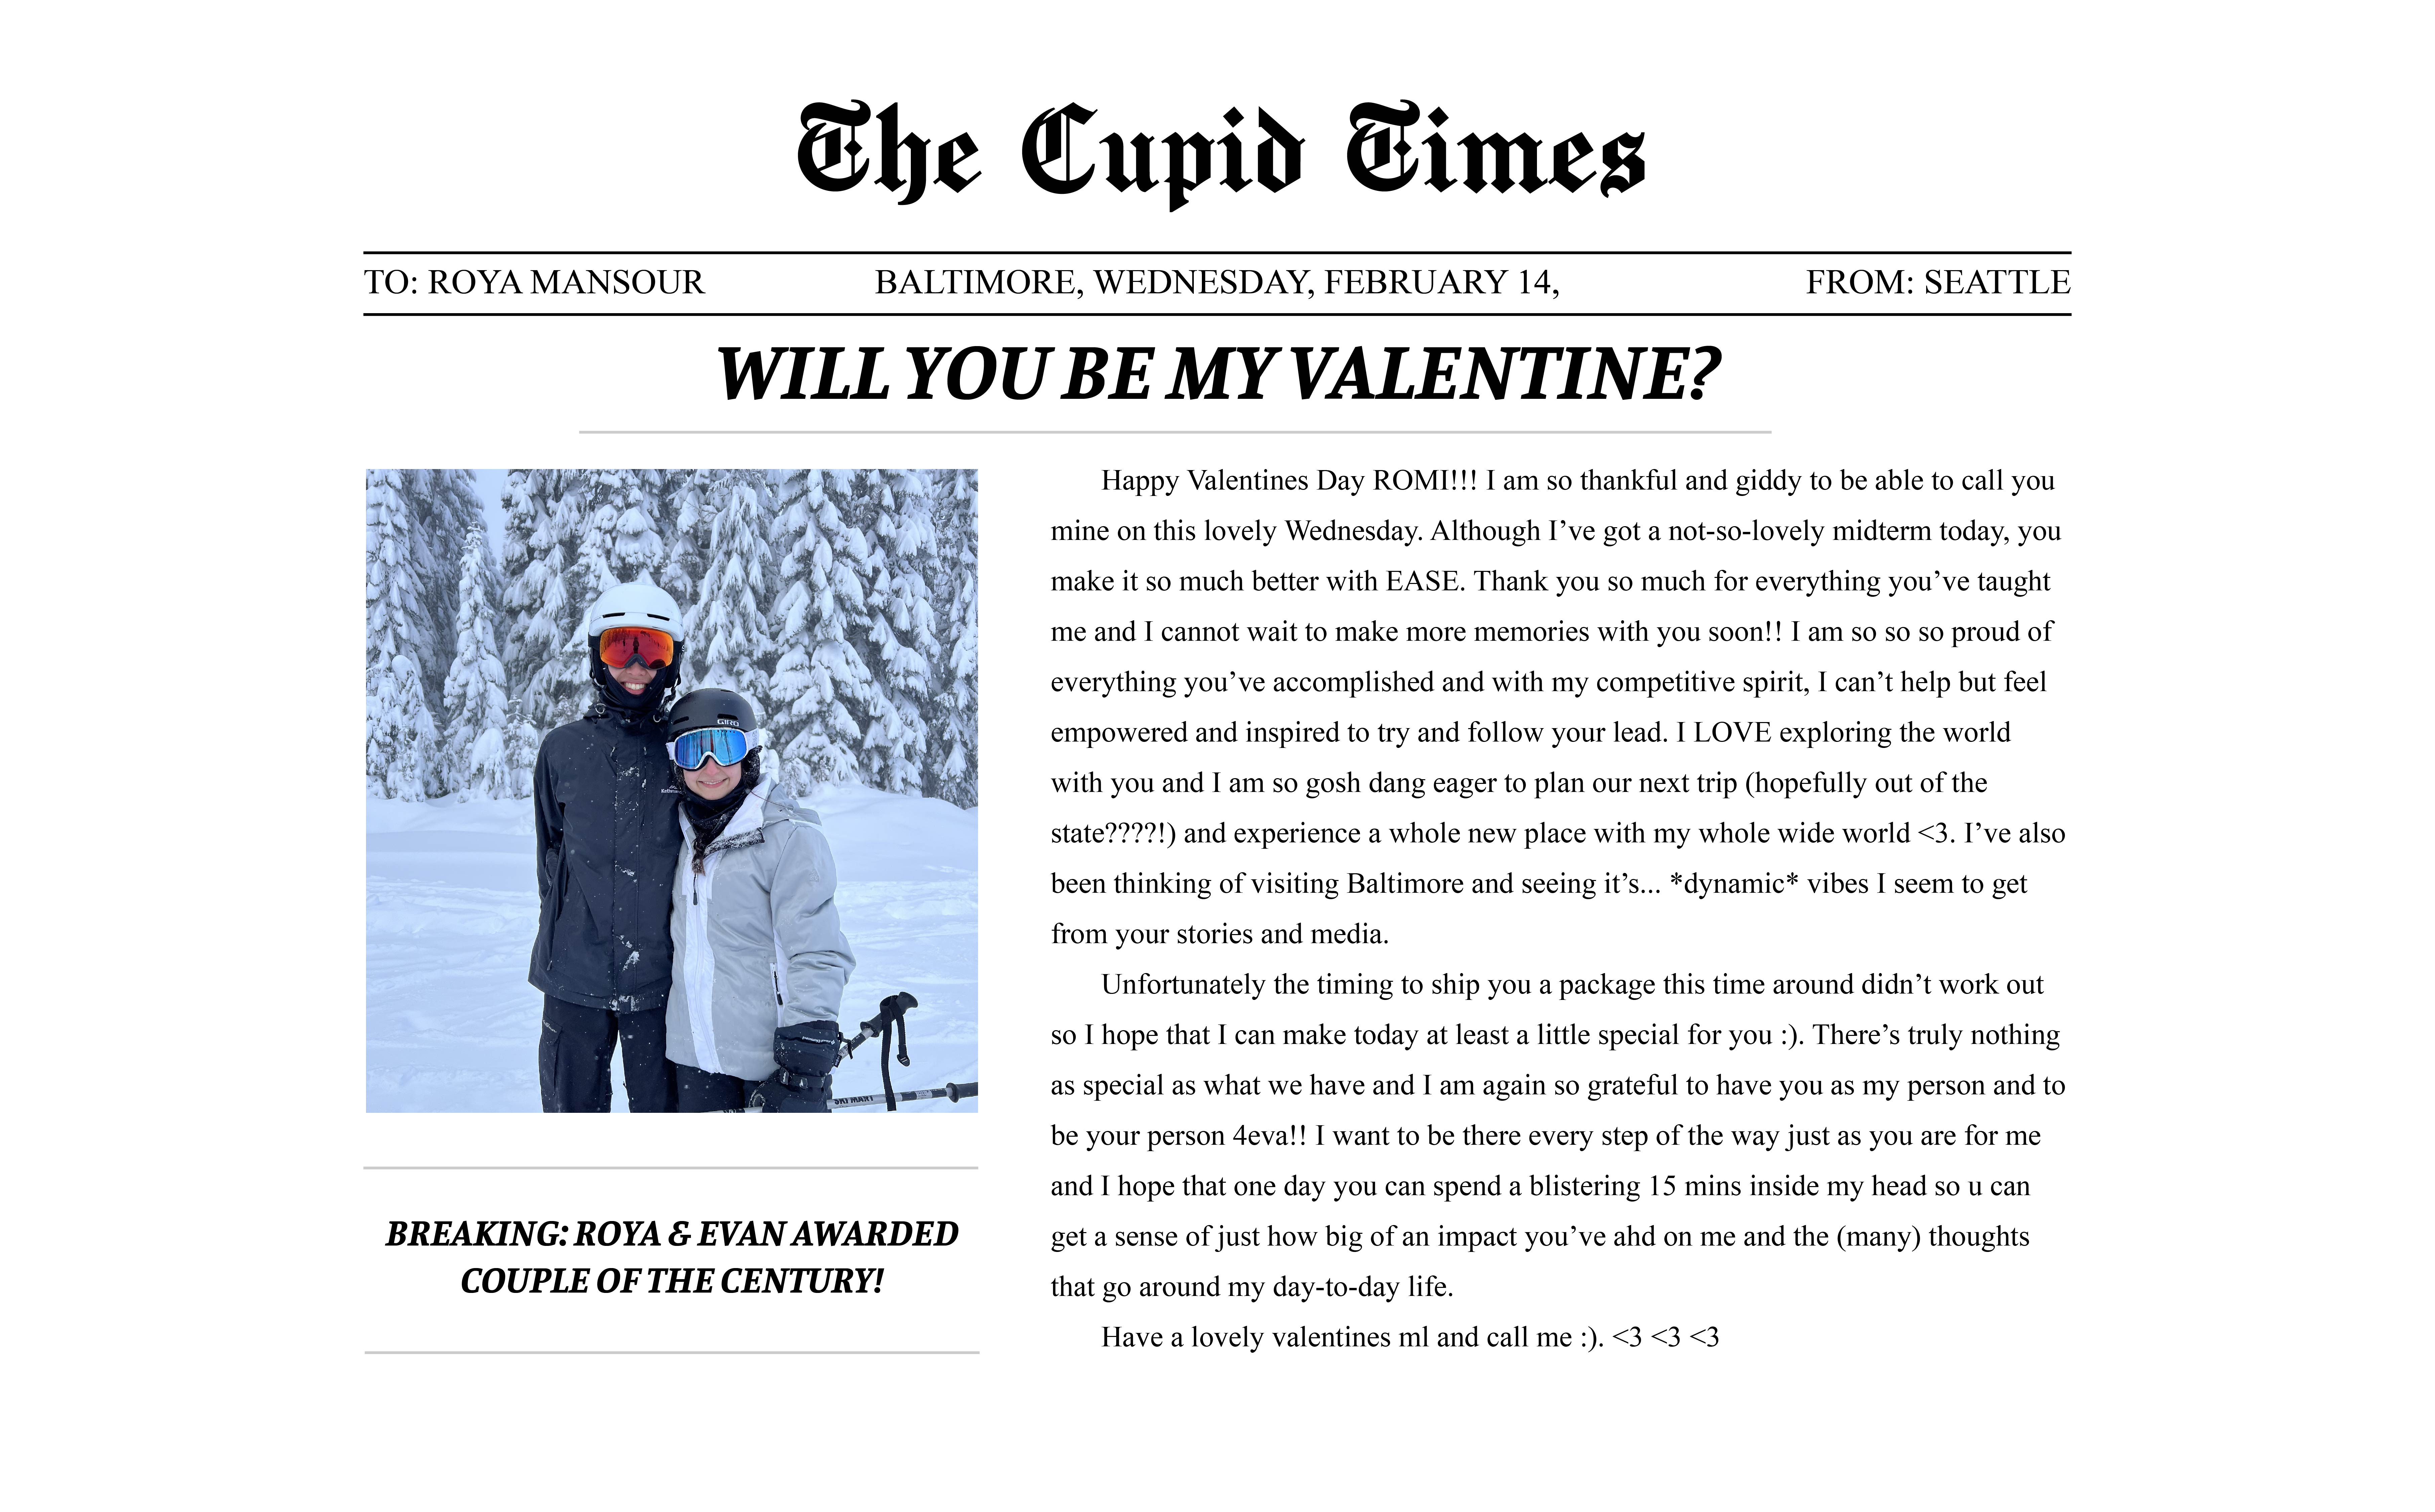 The Cupid Times
TO: ROYA MANSOUR
BALTIMORE, WEDNESDAY, FEBRUARY 14,
FROM: SEATTLE
WILL YOU BE MY VALENTINE?
GIRO
SKI MART
BREAKING: ROYA & EVAN AWARDED
COUPLE OF THE CENTURY!
Happy Valentines Day ROMI!!! I am so thankful and giddy to be able to call you
mine on this lovely Wednesday. Although I’ve got a not-so-lovely midterm today, you
make it so much better with EASE. Thank you so much for everything you’ve taught
me and I cannot wait to make more memories with you soon!! I am so so so proud of
everything you’ve accomplished and with my competitive spirit, I can’t help but feel
empowered and inspired to try and follow your lead. I LOVE exploring the world
with you and I am so gosh dang eager to plan our next trip (hopefully out of the
state????!) and experience a whole new place with my whole wide world <3. I’ve also
been thinking of visiting Baltimore and seeing it’s... *dynamic* vibes I seem to get
from your stories and media.
Unfortunately the timing to ship you a package this time around didn’t work out
so I hope that I can make today at least a little special for you :). There’s truly nothing
as special as what we have and I am again so grateful to have you as my person and to
be your person 4eva!! I want to be there every step of the way just as you are for me
and I hope that one day you can spend a blistering 15 mins inside my head so u can
get a sense of just how big of an impact you’ve ahd on me and the (many) thoughts
that go around my day-to-day life.
Have a lovely valentines ml and call me :). <3 <3 <3